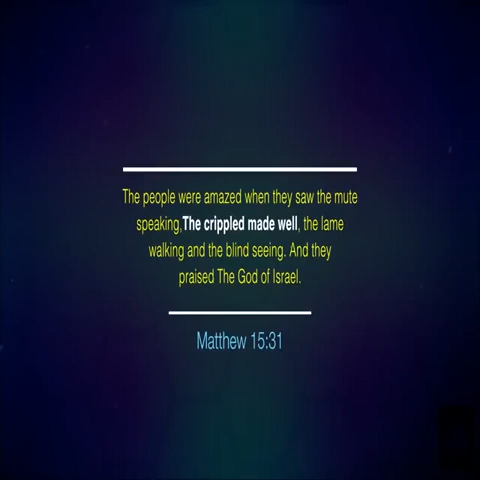 The people were amazed when they saw the mute
speaking,The crippled made well, the lame
walking and the blind seeing. And they
praised The God of Israel.
Matthew 15:31